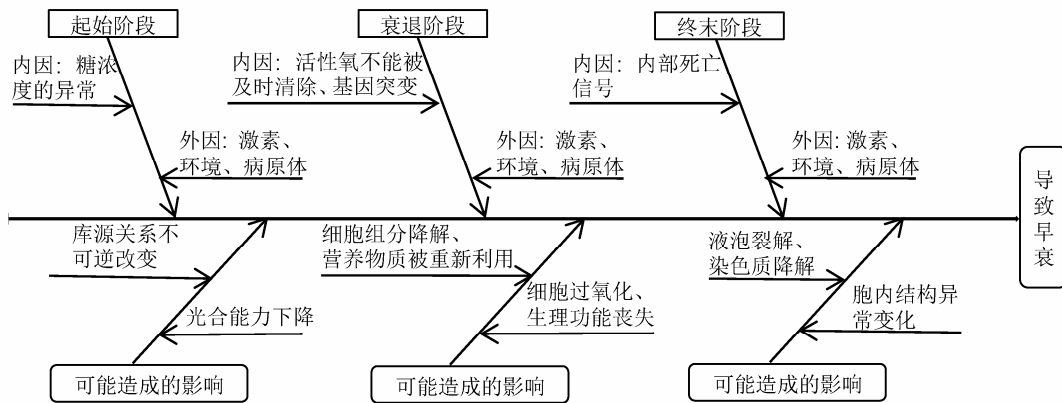 起始阶段
衰退阶段
终末阶段
内因：糖浓
度的异常
内因：活性氧不能被
及时清除、基因突变
内因：内部死亡
信号
外因：激素、
环境、病原体
外因：激素、
环境、病原体
外因：激素、
环境、病原体
导
致
早
衰
库源关系不
可逆改变
细胞组分降解、
营养物质被重新利用
液泡裂解、
染色质降解
光合能力下降
细胞过氧化、
生理功能丧失
胞内结构异
常变化
可能造成的影响
可能造成的影响
可能造成的影响